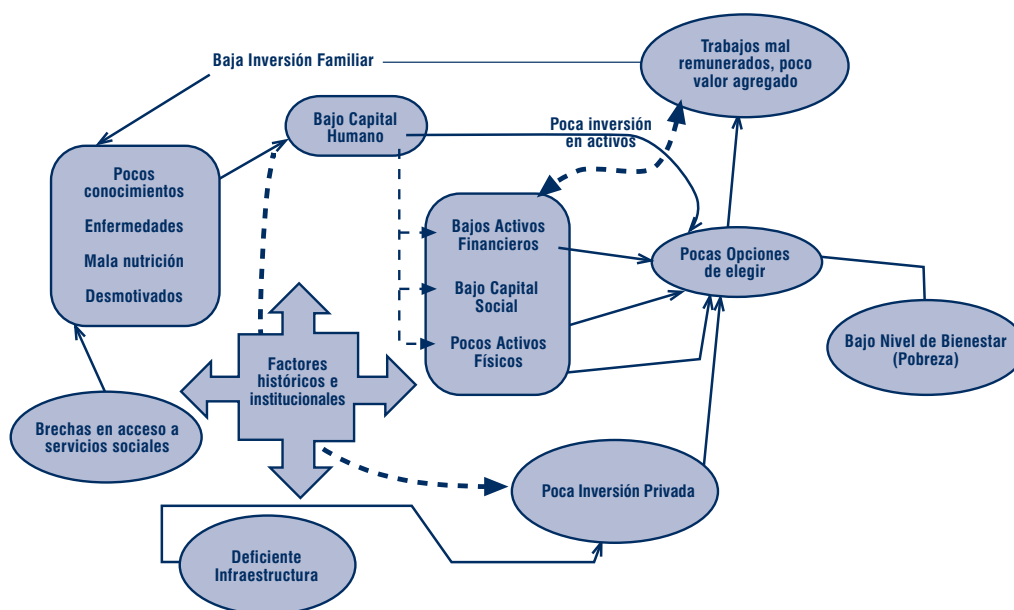 Trabajos mal
remunerados, poco
valor agregado
Baja Inversión Familiar
Bajo Capital
Humano
Poca inversión
en activos
Pocos
conocimientos
Enfermedades
Mala nutrición
Desmotivados
Bajos Activos
Financieros
Bajo Capital
Social
Pocos Activos
Físicos
Pocas Opciones
de elegir
Bajo Nivel de Bienestar
(Pobreza)
Factores
históricos e
institucionales
Brechas en acceso a
servicios sociales
Poca Inversión Privada
Deficiente
Infraestructura